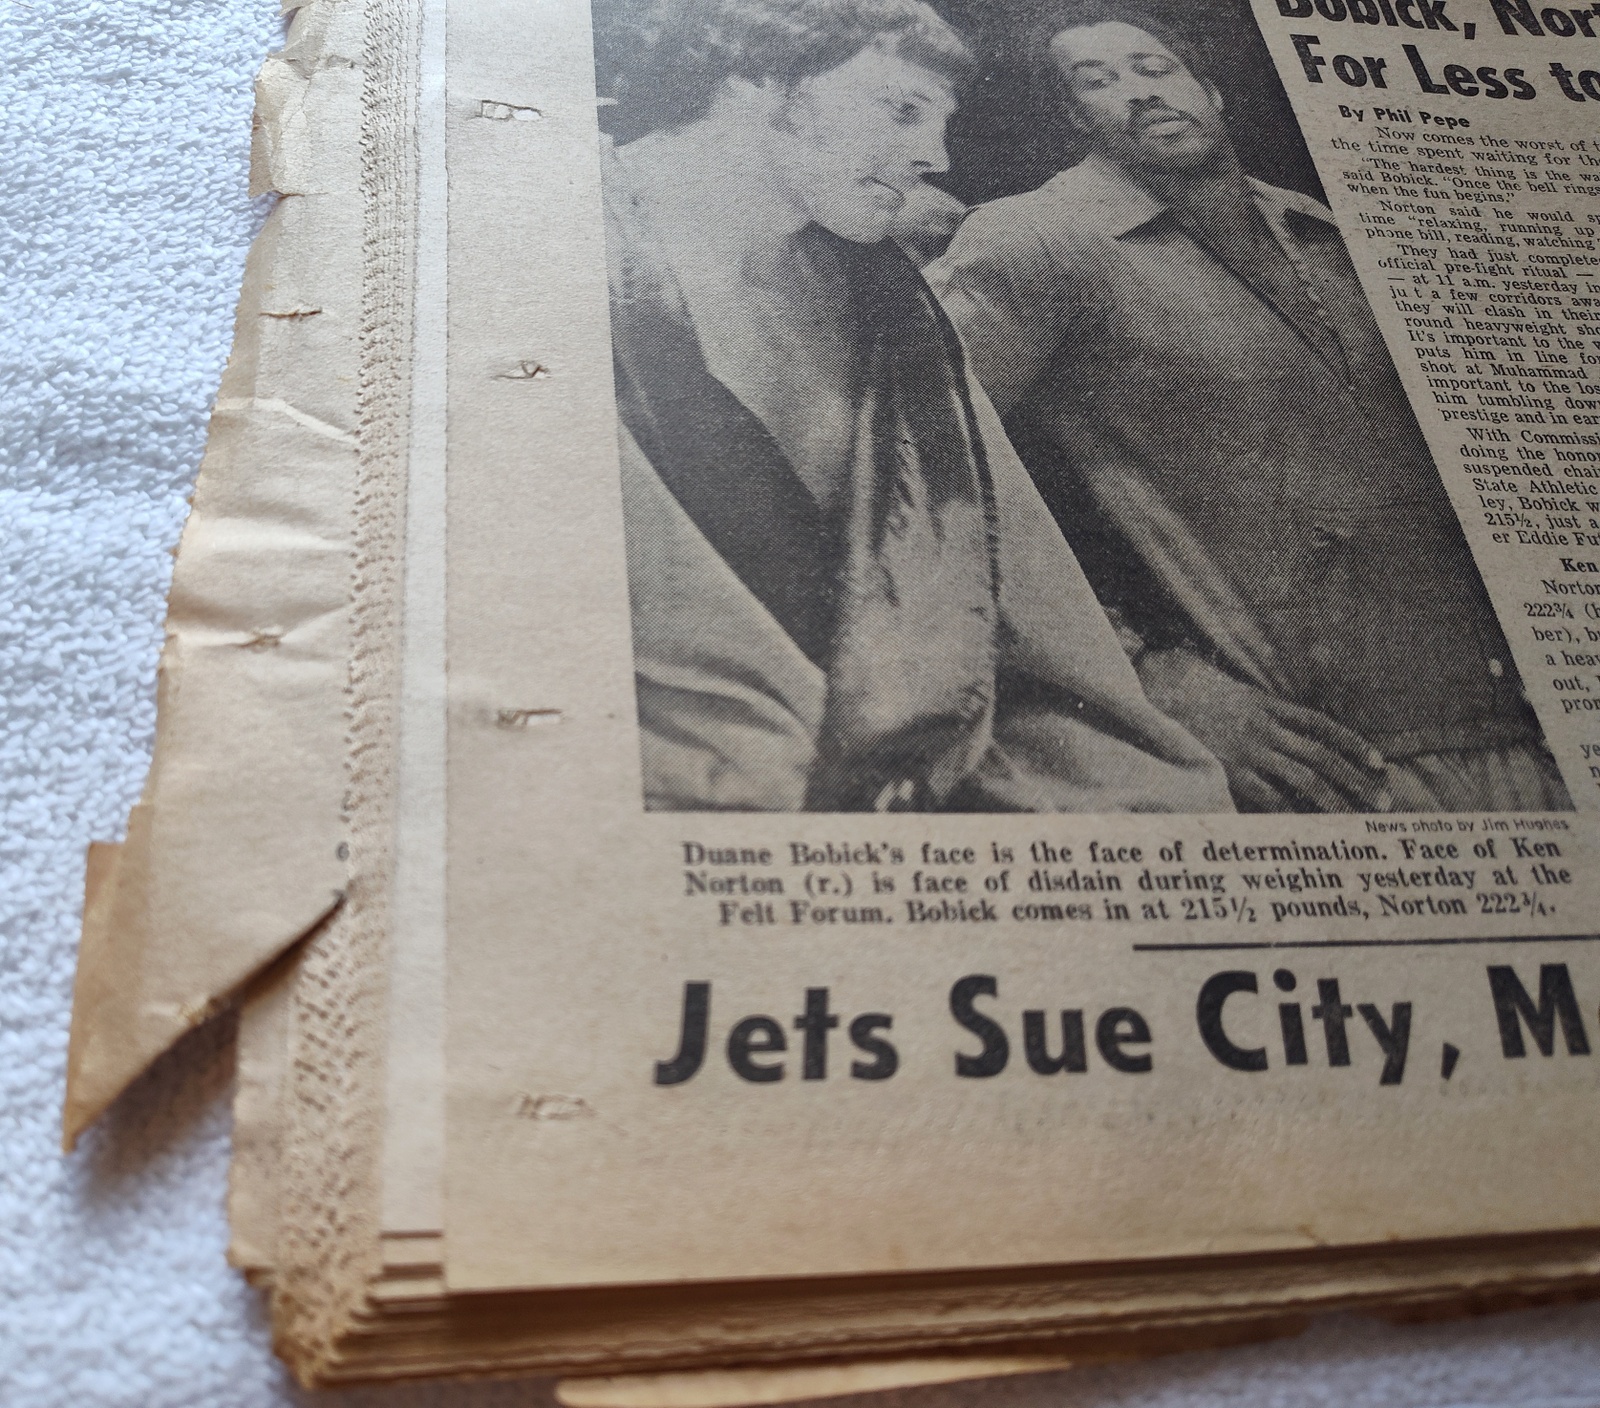 Bobick, Nor
For Less to
By Phil Pepe
Now comes the worst of
the time spent waiting for the
"The hardest thing is the wa
said Bobick. "Once the bell rings
when the fun begins."
Norton said he would sp
time "relaxing, running up
phone bill, reading, watching
They had just complete
official pre-fight ritual —
— at 11 a.m. yesterday in
ju t a few corridors awa
they will clash in their
round heavyweight sho
It's important to the w
puts him in line for
shot at Muhammad
important to the los
him tumbling dow
prestige and in ear
With Commissi
doing the honor
suspended chai
State Athletic
ley, Bobick w
215½, just a
er Eddie Fu
Ken
Norton
222¾ (h
ber), b
a hea
out,
pro
ye
News photo by Jim Hughes
Duane Bobick's face is the face of determination. Face of Ken
Norton (r.) is face of disdain during weighin yesterday at the
Felt Forum. Bobick comes in at 215½ pounds, Norton 222¾.
Jets Sue City, M
6